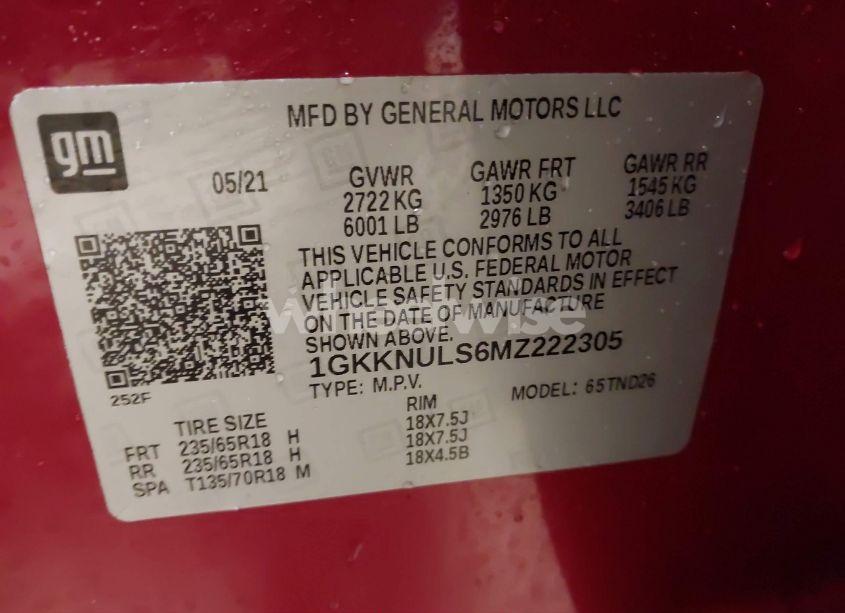 MFD BY GENERAL MOTORS LLC
gm
05/21
GVWR
2722 KG
6001 LB
GAWR FRT
1350 KG
2976 LB
GAWR RR
1545 KG
3406 LB
THIS VEHICLE CONFORMS TO ALL
APPLICABLE U.S. FEDERAL MOTOR
VEHICLE SAFETY STANDARDS IN EFFECT
ON THE DATE OF MANUFACTURE
SHOWN ABOVE.
1GKKNULS6MZ222305
TYPE: M.P.V.
MODEL: 65TND26
252F
TIRE SIZE
RIM
FRT 235/65R18 H 18X7.5J
RR 235/65R18 H 18X7.5J
SPA T135/70R18 M 18X4.5B